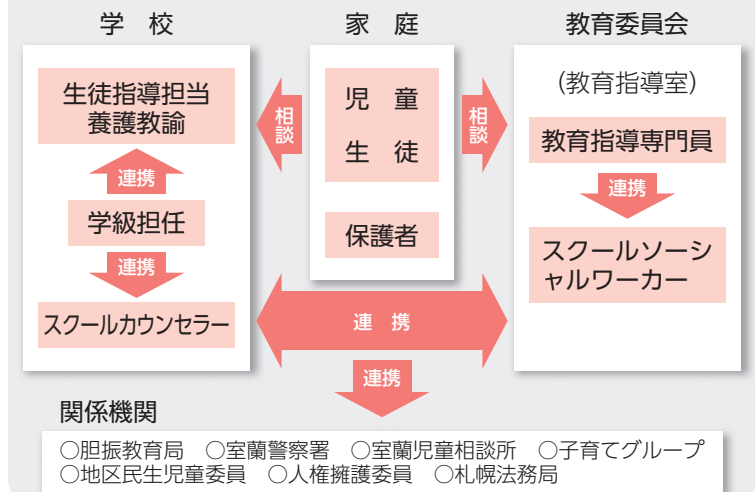 学 校
生徒指導担当
養護教諭
連携
学級担任
連携
スクールカウンセラー
相談
家 庭
児 童
生 徒
保護者
相談
教育委員会
(教育指導室)
教育指導専門員
連携
スクールソーシ
ャルワーカー
連 携
連携
関係機関
○胆振教育局 ○室蘭警察署 ○室蘭児童相談所 ○子育てグループ
○地区民生児童委員 ○人権擁護委員 ○札幌法務局